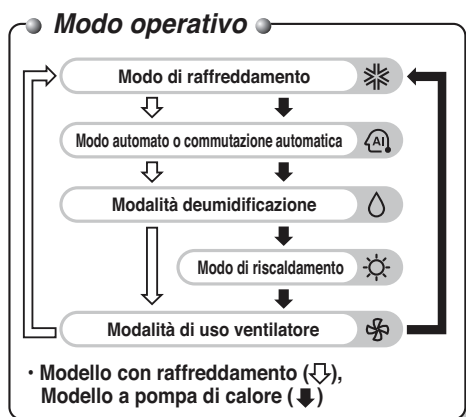 Modo operativo
Modo di raffreddamento
Modo automato o commutazione automatica
AI
Modalità deumidificazione
Modo di riscaldamento
Modalità di uso ventilatore
· Modello con raffreddamento (⇩),
Modello a pompa di calore (⬇)